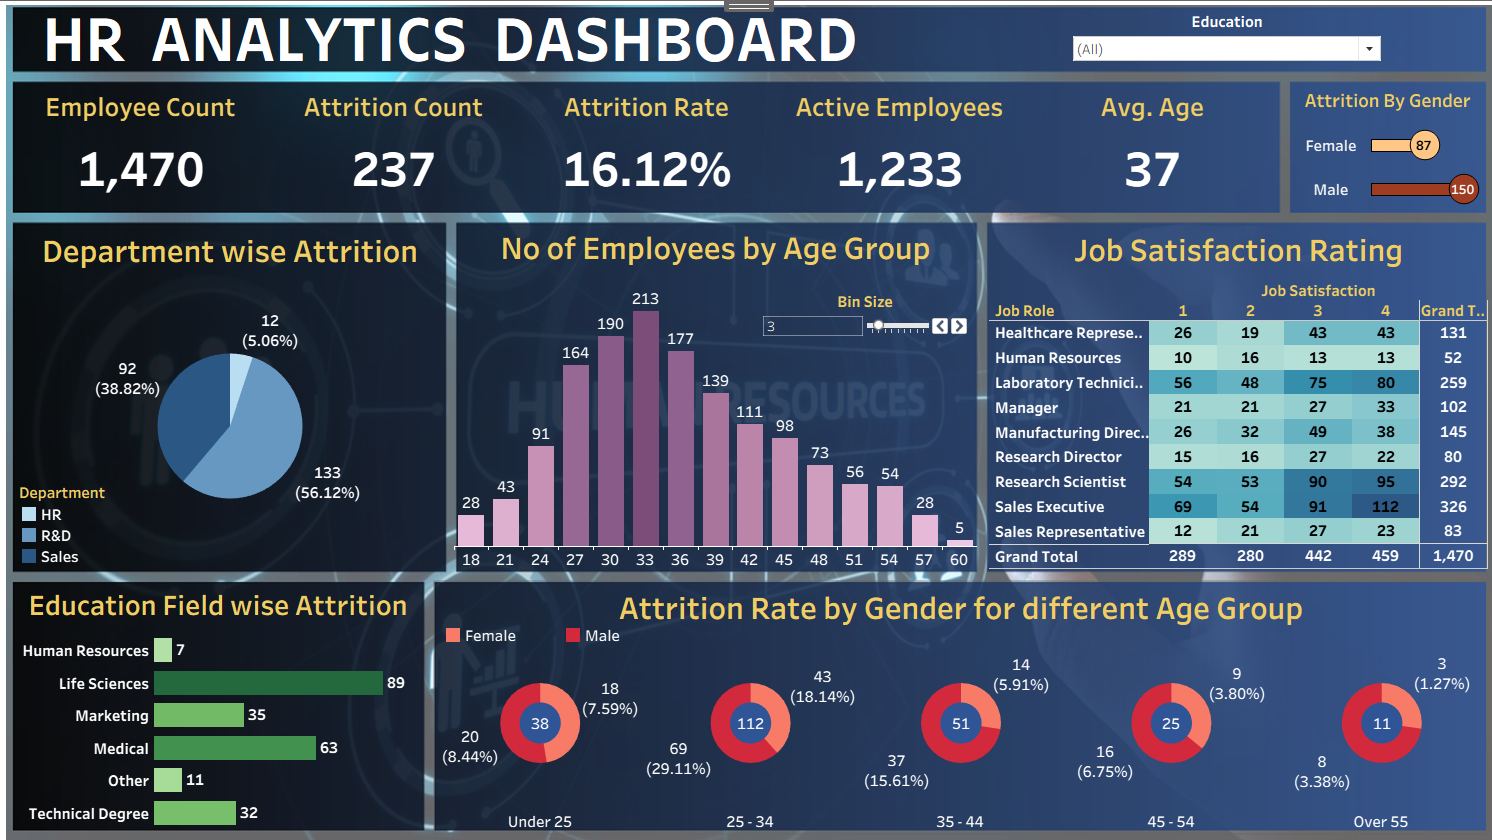 HR ANALYTICS DASHBOARD
Education
(All)
Employee Count
1,470
Attrition Count
237
Attrition Rate
16.12%
Active Employees
1,233
Avg. Age
37
Attrition By Gender
Female 87
Male 150
Department wise Attrition
12
(5.06%)
92
(38.82%)
133
(56.12%)
Department
HR
R&D
Sales
No of Employees by Age Group
Bin Size
3
HUMAN RESOURCES
28 43 91 164 190 213 177 139 111 98 73 56 54 28 5
18 21 24 27 30 33 36 39 42 45 48 51 54 57 60
Job Satisfaction Rating
Job Satisfaction
Job Role 1 2 3 4 Grand T..
Healthcare Represe.. 26 19 43 43 131
Human Resources 10 16 13 13 52
Laboratory Technici.. 56 48 75 80 259
Manager 21 21 27 33 102
Manufacturing Direc.. 26 32 49 38 145
Research Director 15 16 27 22 80
Research Scientist 54 53 90 95 292
Sales Executive 69 54 91 112 326
Sales Representative 12 21 27 23 83
Grand Total 289 280 442 459 1,470
Education Field wise Attrition
Human Resources 7
Life Sciences 89
Marketing 35
Medical 63
Other 11
Technical Degree 32
Attrition Rate by Gender for different Age Group
Female Male
18
(7.59%)
38
20
(8.44%)
Under 25
43
(18.14%)
112
69
(29.11%)
25 - 34
14
(5.91%)
51
37
(15.61%)
35 - 44
9
(3.80%)
25
16
(6.75%)
45 - 54
3
(1.27%)
11
8
(3.38%)
Over 55